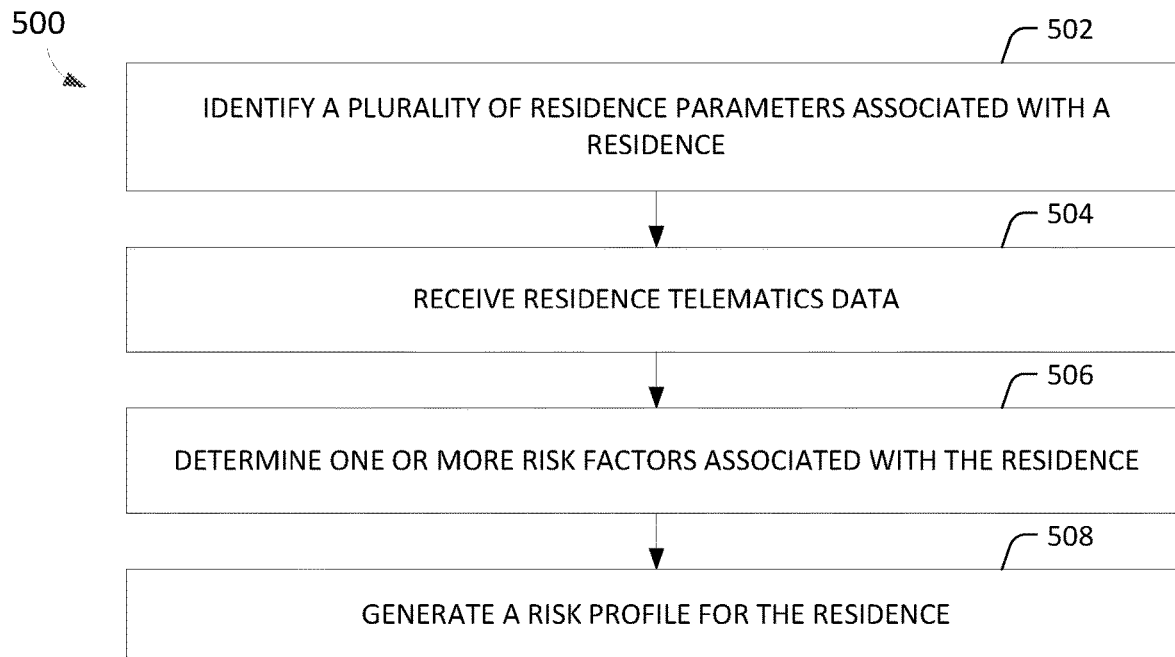 500
502
IDENTIFY A PLURALITY OF RESIDENCE PARAMETERS ASSOCIATED WITH A
RESIDENCE
504
RECEIVE RESIDENCE TELEMATICS DATA
506
DETERMINE ONE OR MORE RISK FACTORS ASSOCIATED WITH THE RESIDENCE
508
GENERATE A RISK PROFILE FOR THE RESIDENCE